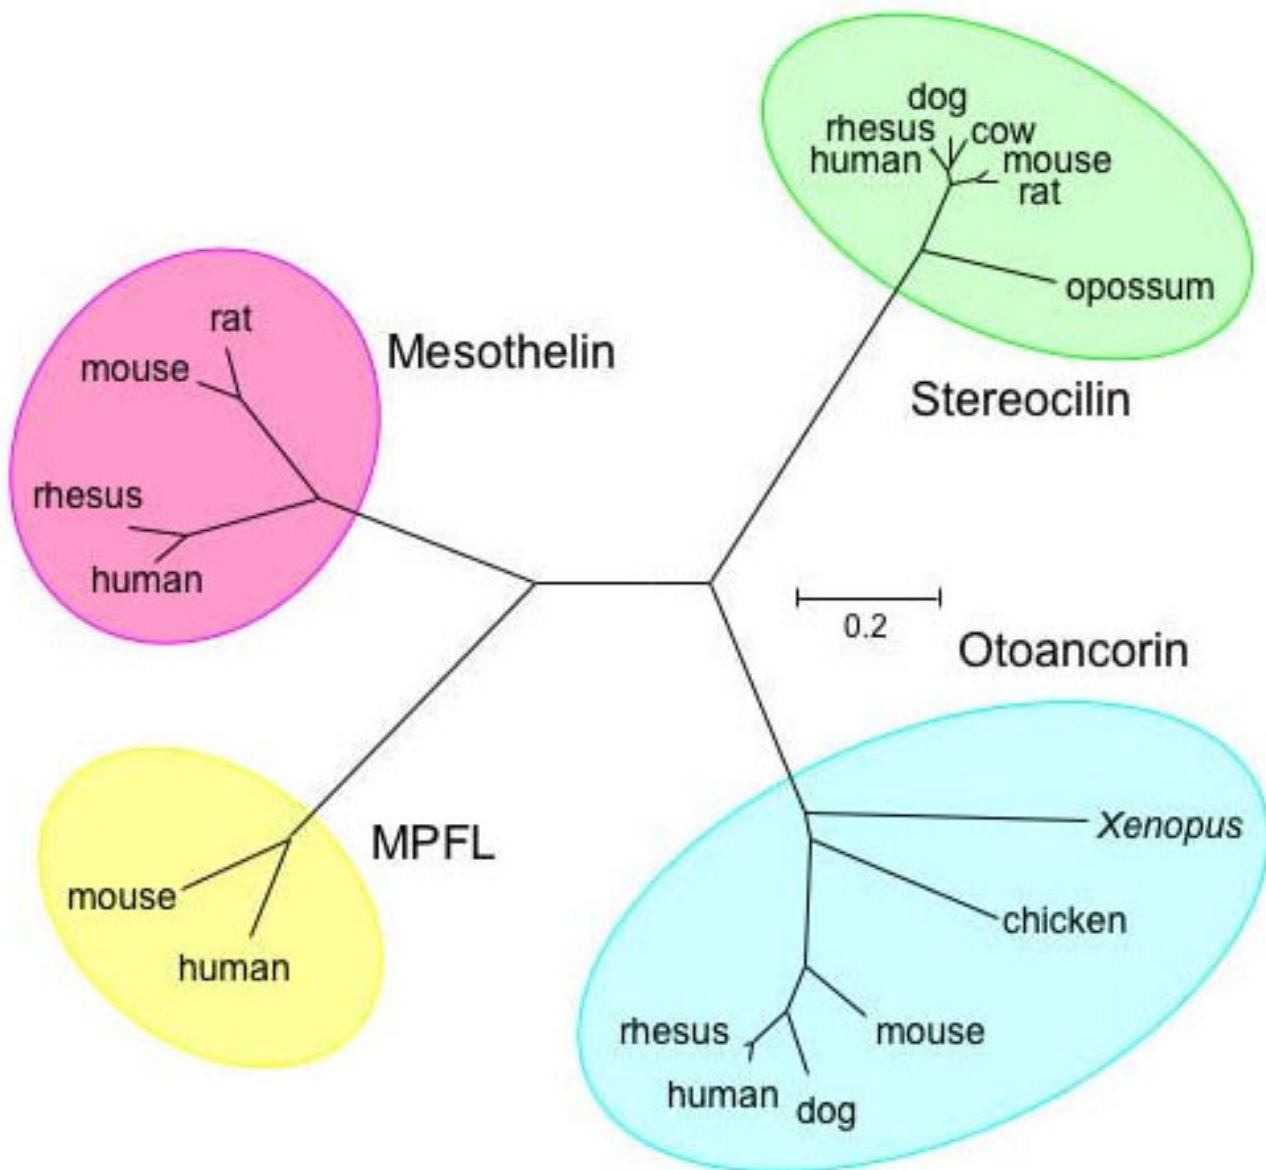 dog
rhesus cow
human mouse
rat
opossum
Stereocilin
rat
mouse
Mesothelin
rhesus
human
0.2
Otoancorin
MPFL
mouse
human
Xenopus
chicken
rhesus
mouse
human
dog